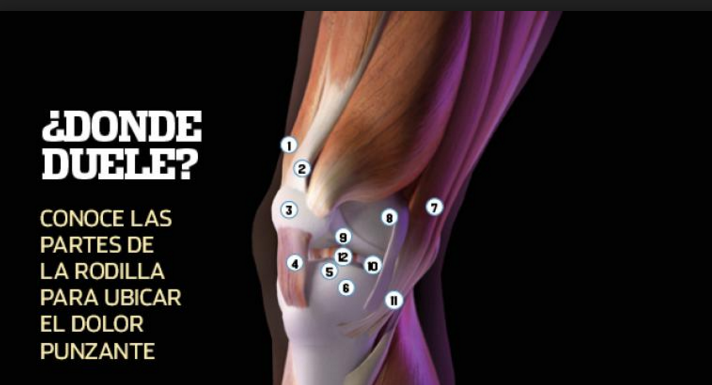 ¿DONDE
DUELE?
CONOCE LAS
PARTES DE
LA RODILLA
PARA UBICAR
EL DOLOR
PUNZANTE
1
2
3
8
7
9
4
12
10
5
6
11